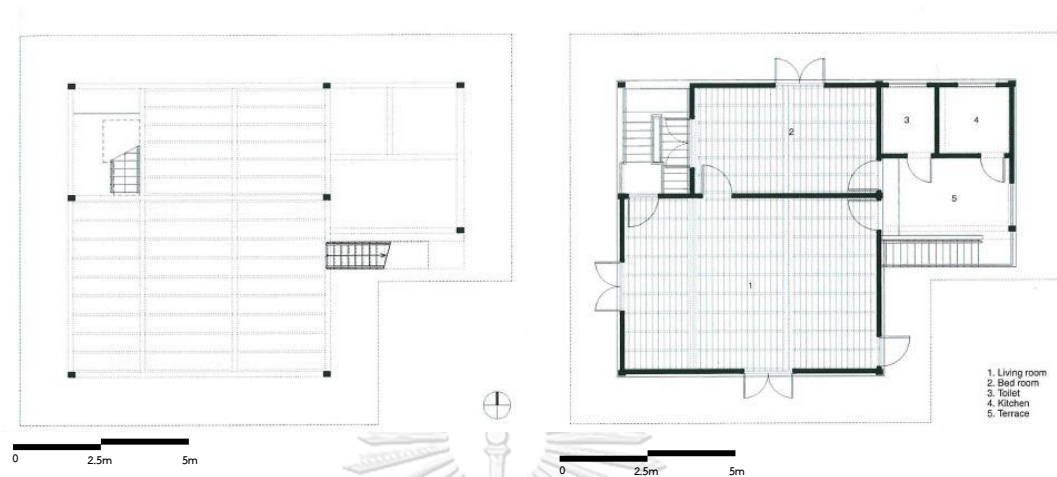 2
3
4
5
1
1. Living room
2. Bed room
3. Toilet
4. Kitchen
5. Terrace
0 2.5m 5m
0 2.5m 5m